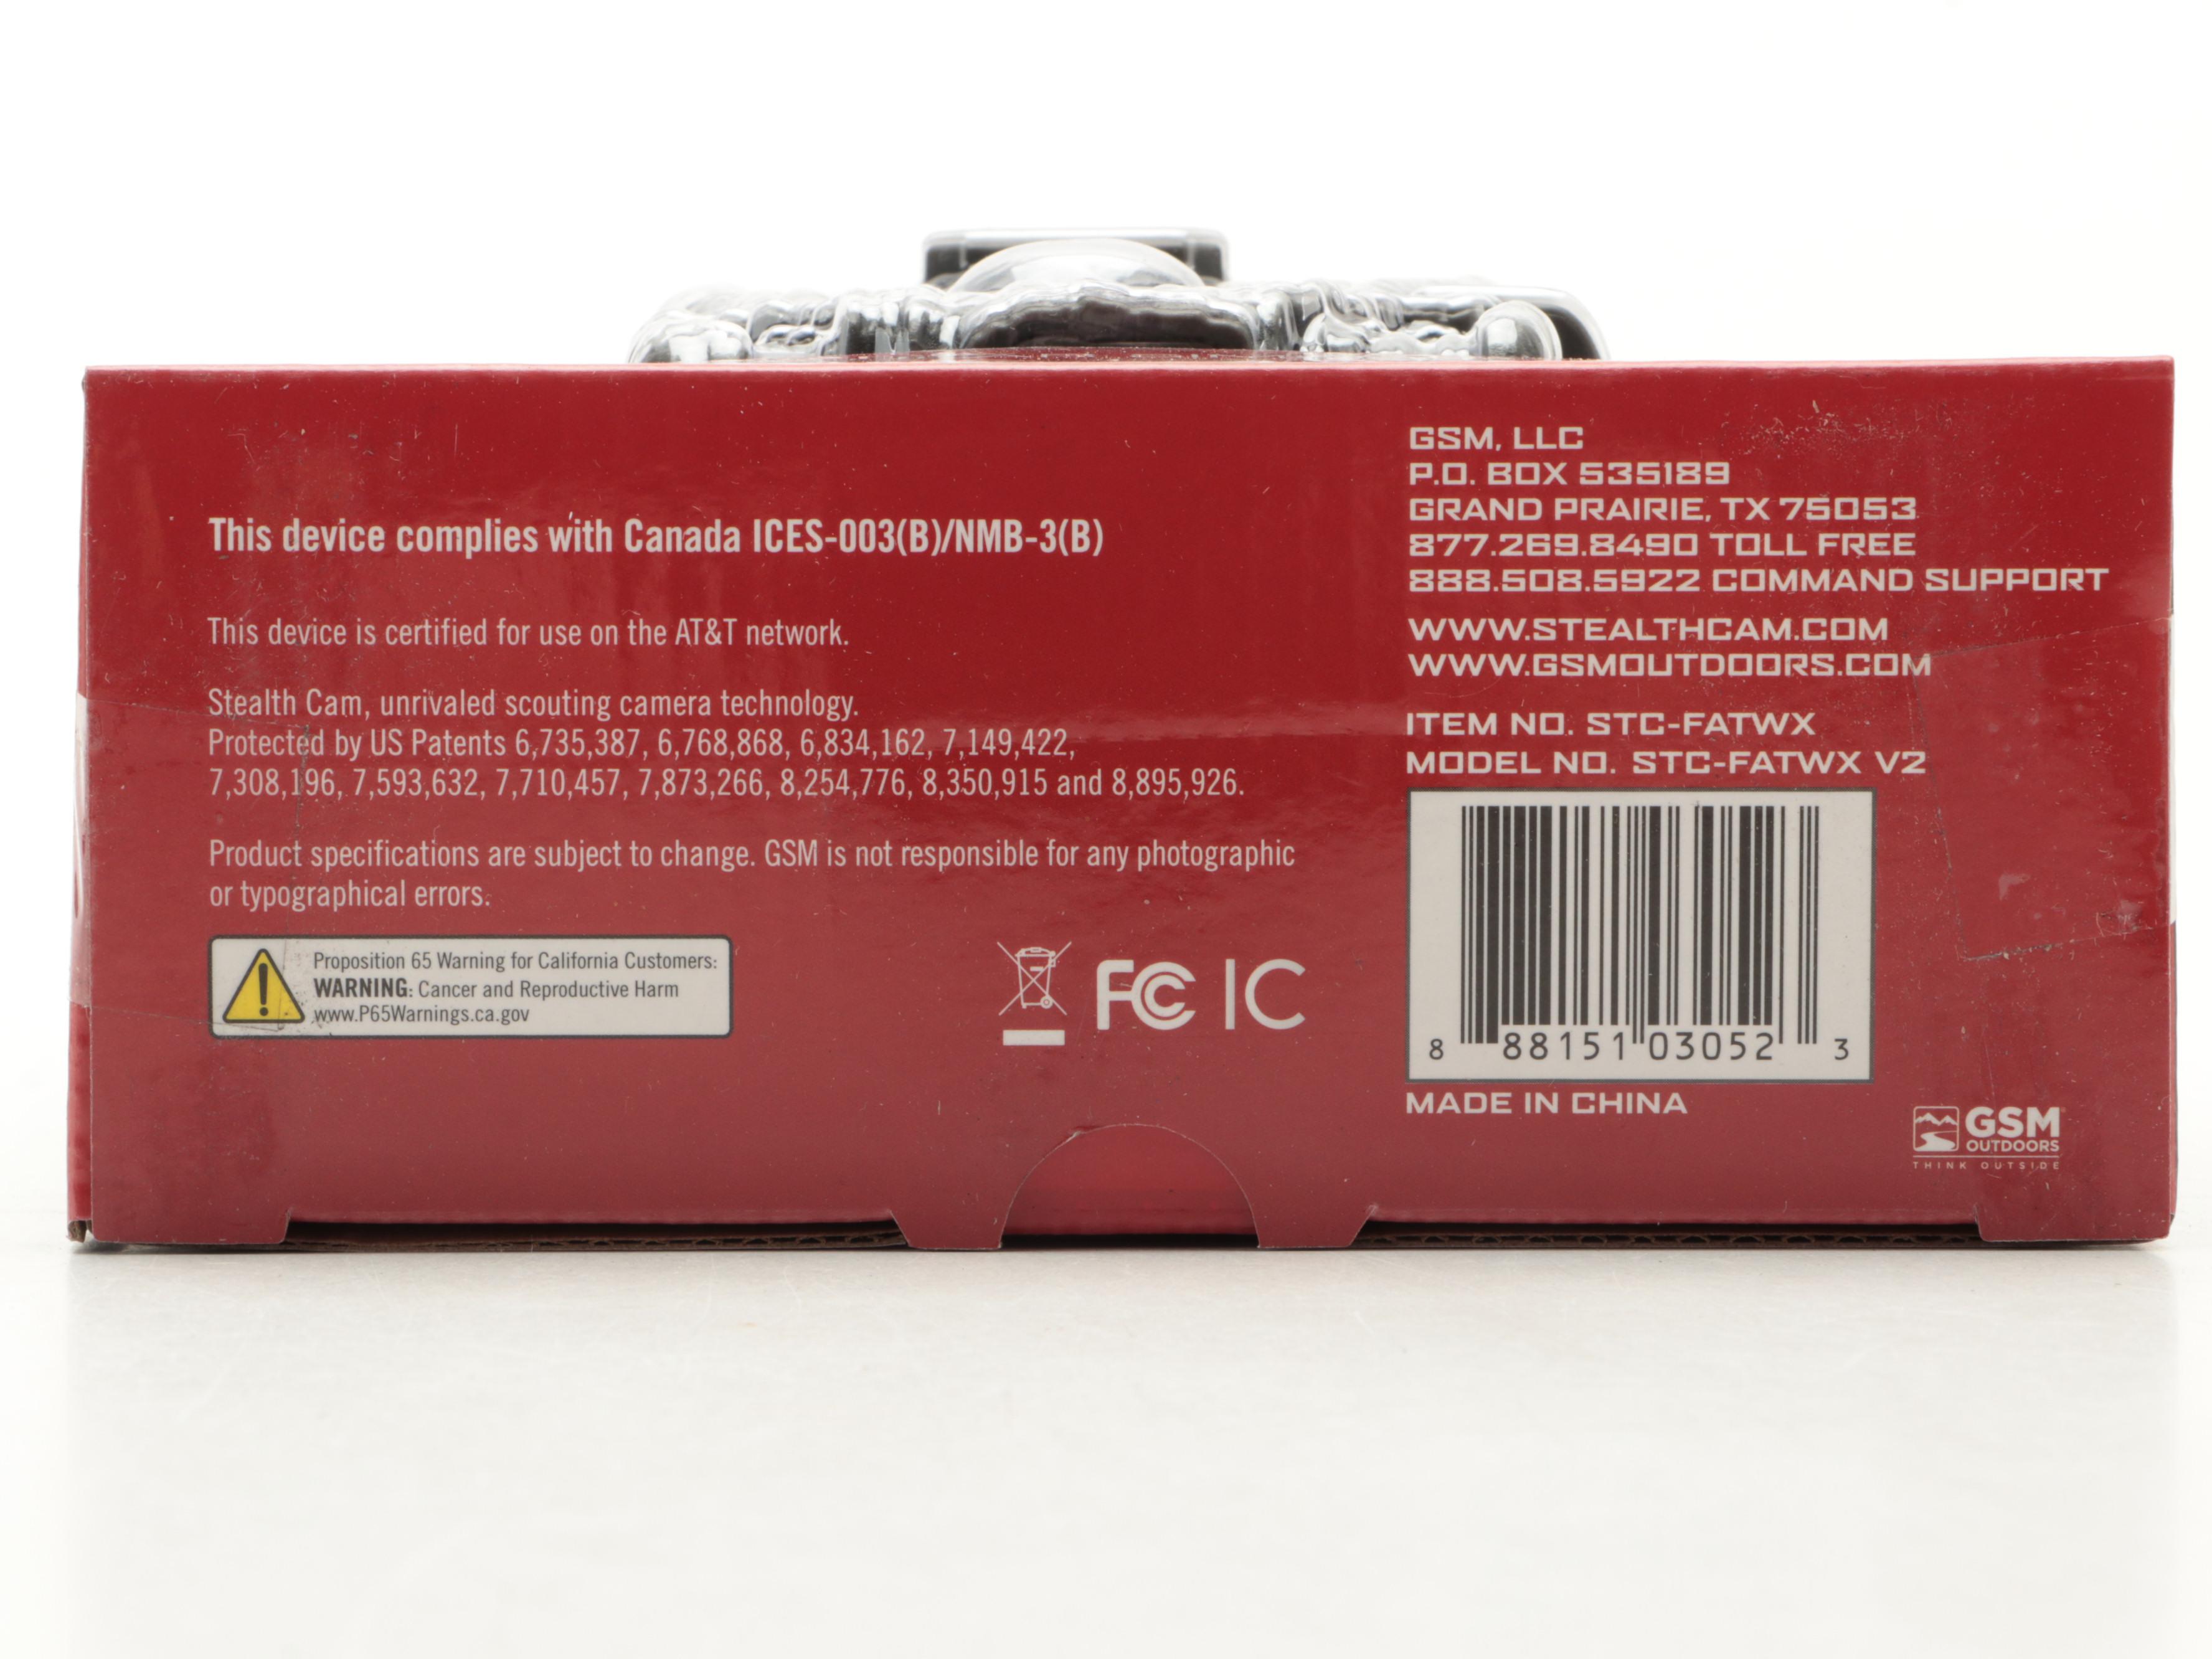 This device complies with Canada ICES-003(B)/NMB-3(B)
This device is certified for use on the AT&T network.
Stealth Cam, unrivaled scouting camera technology.
Protected by US Patents 6,735,387, 6,768,868, 6,834,162, 7,149,422,
7,308,196, 7,593,632, 7,710,457, 7,873,266, 8,254,776, 8,350,915 and 8,895,926.
Product specifications are subject to change. GSM is not responsible for any photographic
or typographical errors.
Proposition 65 Warning for California Customers:
WARNING: Cancer and Reproductive Harm
www.P65Warnings.ca.gov
FC IC
GSM, LLC
P.O. BOX 535189
GRAND PRAIRIE, TX 75053
877.269.8490 TOLL FREE
888.508.5922 COMMAND SUPPORT
WWW.STEALTHCAM.COM
WWW.GSMOUTDOORS.COM
ITEM NO. STC-FATWX
MODEL NO. STC-FATWX V2
8 88151 03052 3
MADE IN CHINA
GSM
OUTDOORS
THINK OUTSIDE